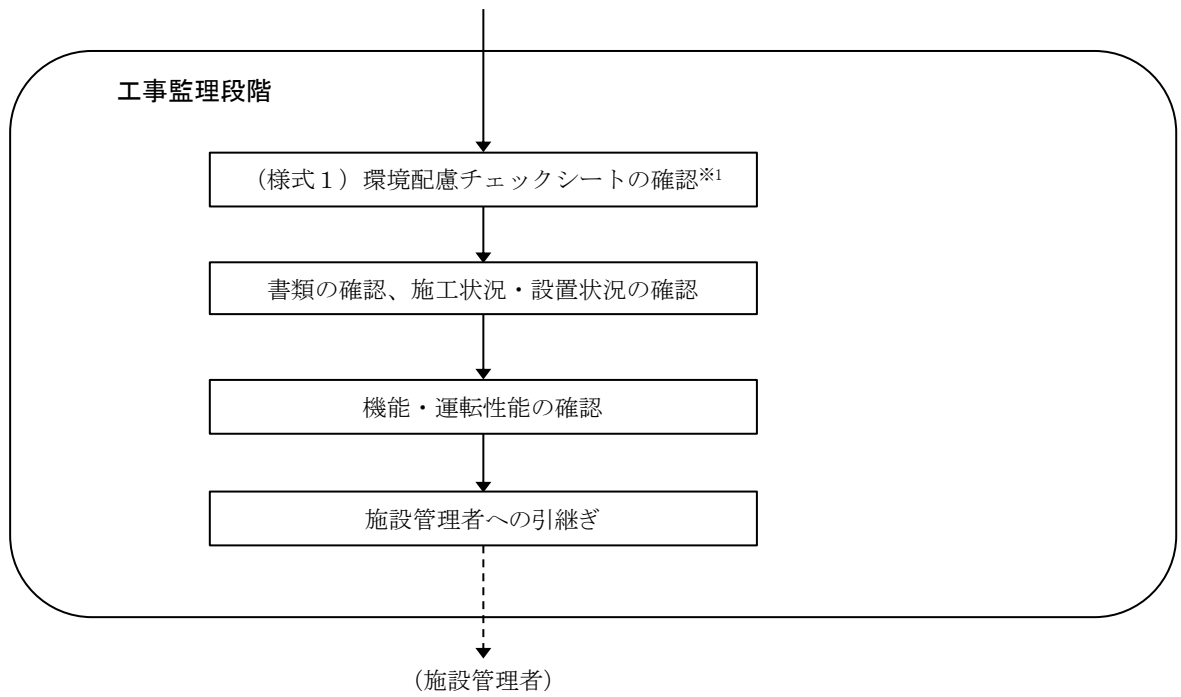 工事監理段階
（様式１）環境配慮チェックシートの確認※1
書類の確認、施工状況・設置状況の確認
機能・運転性能の確認
施設管理者への引継ぎ
（施設管理者）